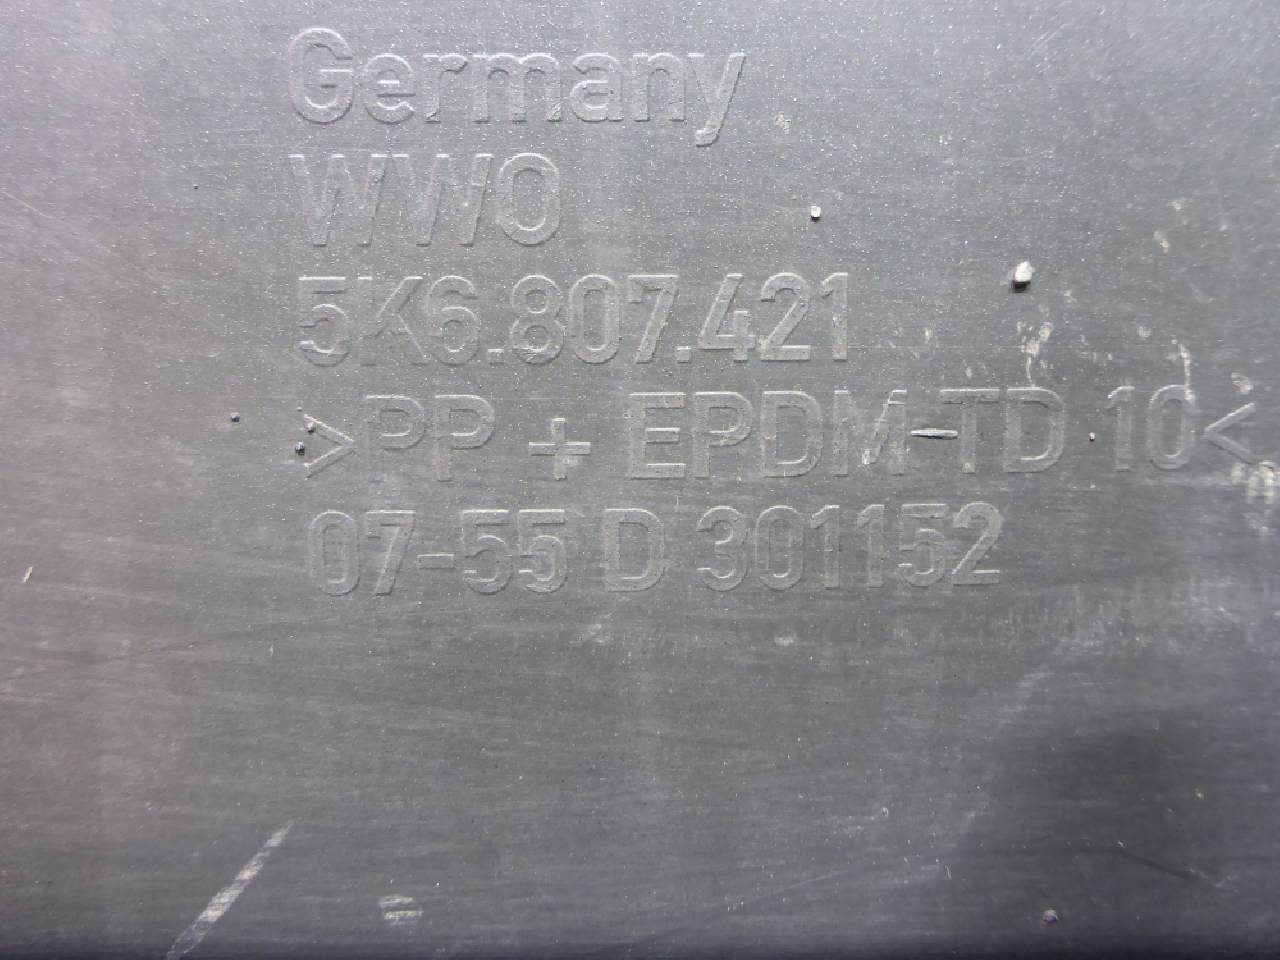 Germany
WWO
5K6.807.421
>PP + EPDM-TD 10<
07-55 D 301152